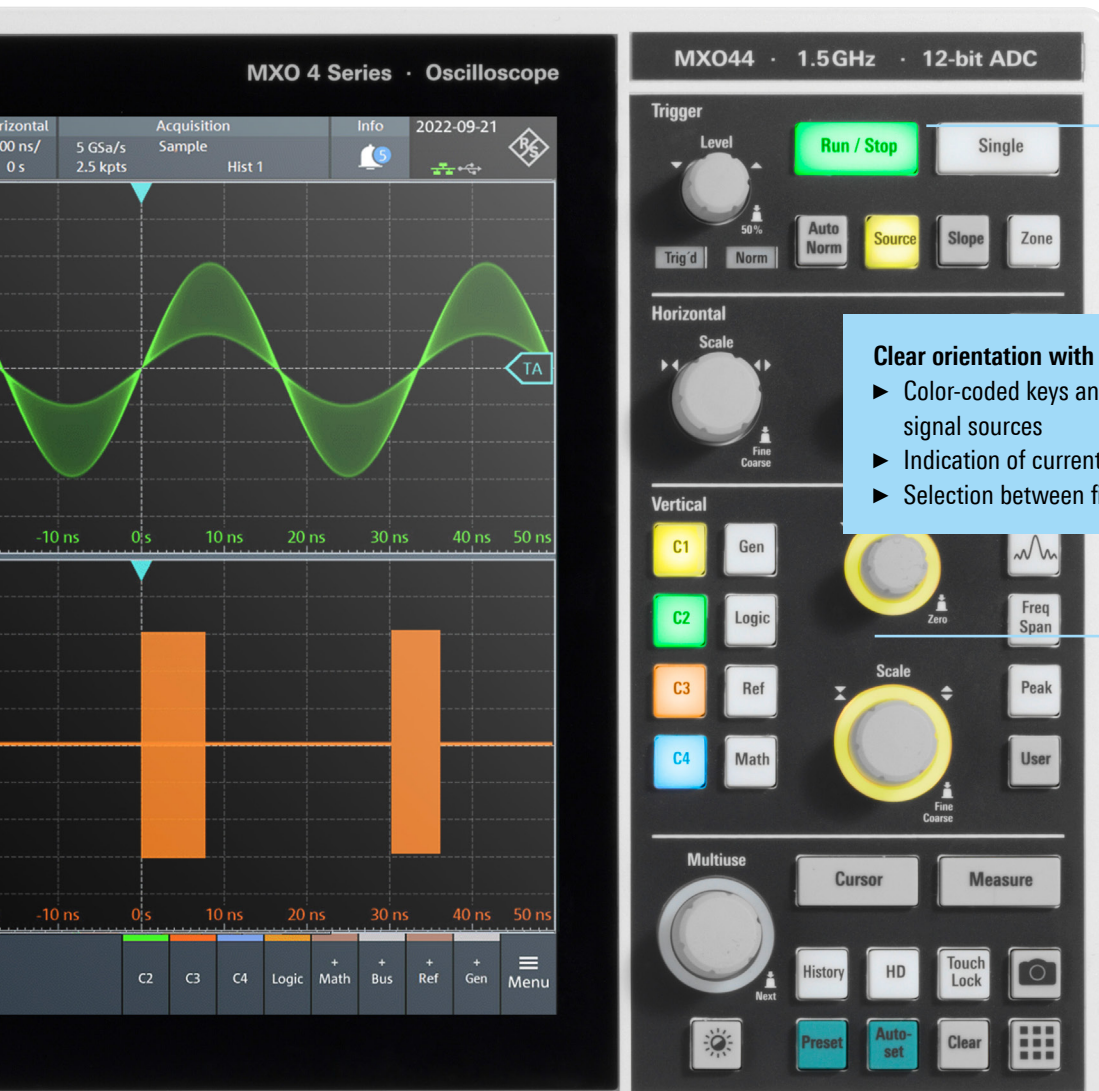 MXO 4 Series · Oscilloscope
Acquisition
Info
2022-09-21
5
5 GSa/s
Sample
0 s
2.5 kpts
Hist 1
R&S
TA
-10 ns
0 s
10 ns
20 ns
30 ns
40 ns
50 ns
-10 ns
0 s
10 ns
20 ns
30 ns
40 ns
50 ns
C2
C3
C4
Logic
+ Math
+ Bus
+ Ref
+ Gen
Menu
MXO44 · 1.5 GHz · 12-bit ADC
Trigger
Level
Run / Stop
Single
50 %
Auto
Norm
Source
Slope
Zone
Trig'd
Norm
Horizontal
Scale
Fine
Coarse
Clear orientation with
► Color-coded keys
signal sources
► Indication of current
► Selection between
Vertical
C1
Gen
C2
Logic
Zero
Freq
Span
C3
Ref
Scale
Peak
C4
Math
User
Fine
Coarse
Multiuse
Cursor
Measure
Next
History
HD
Touch
Lock
Preset
Auto-
set
Clear